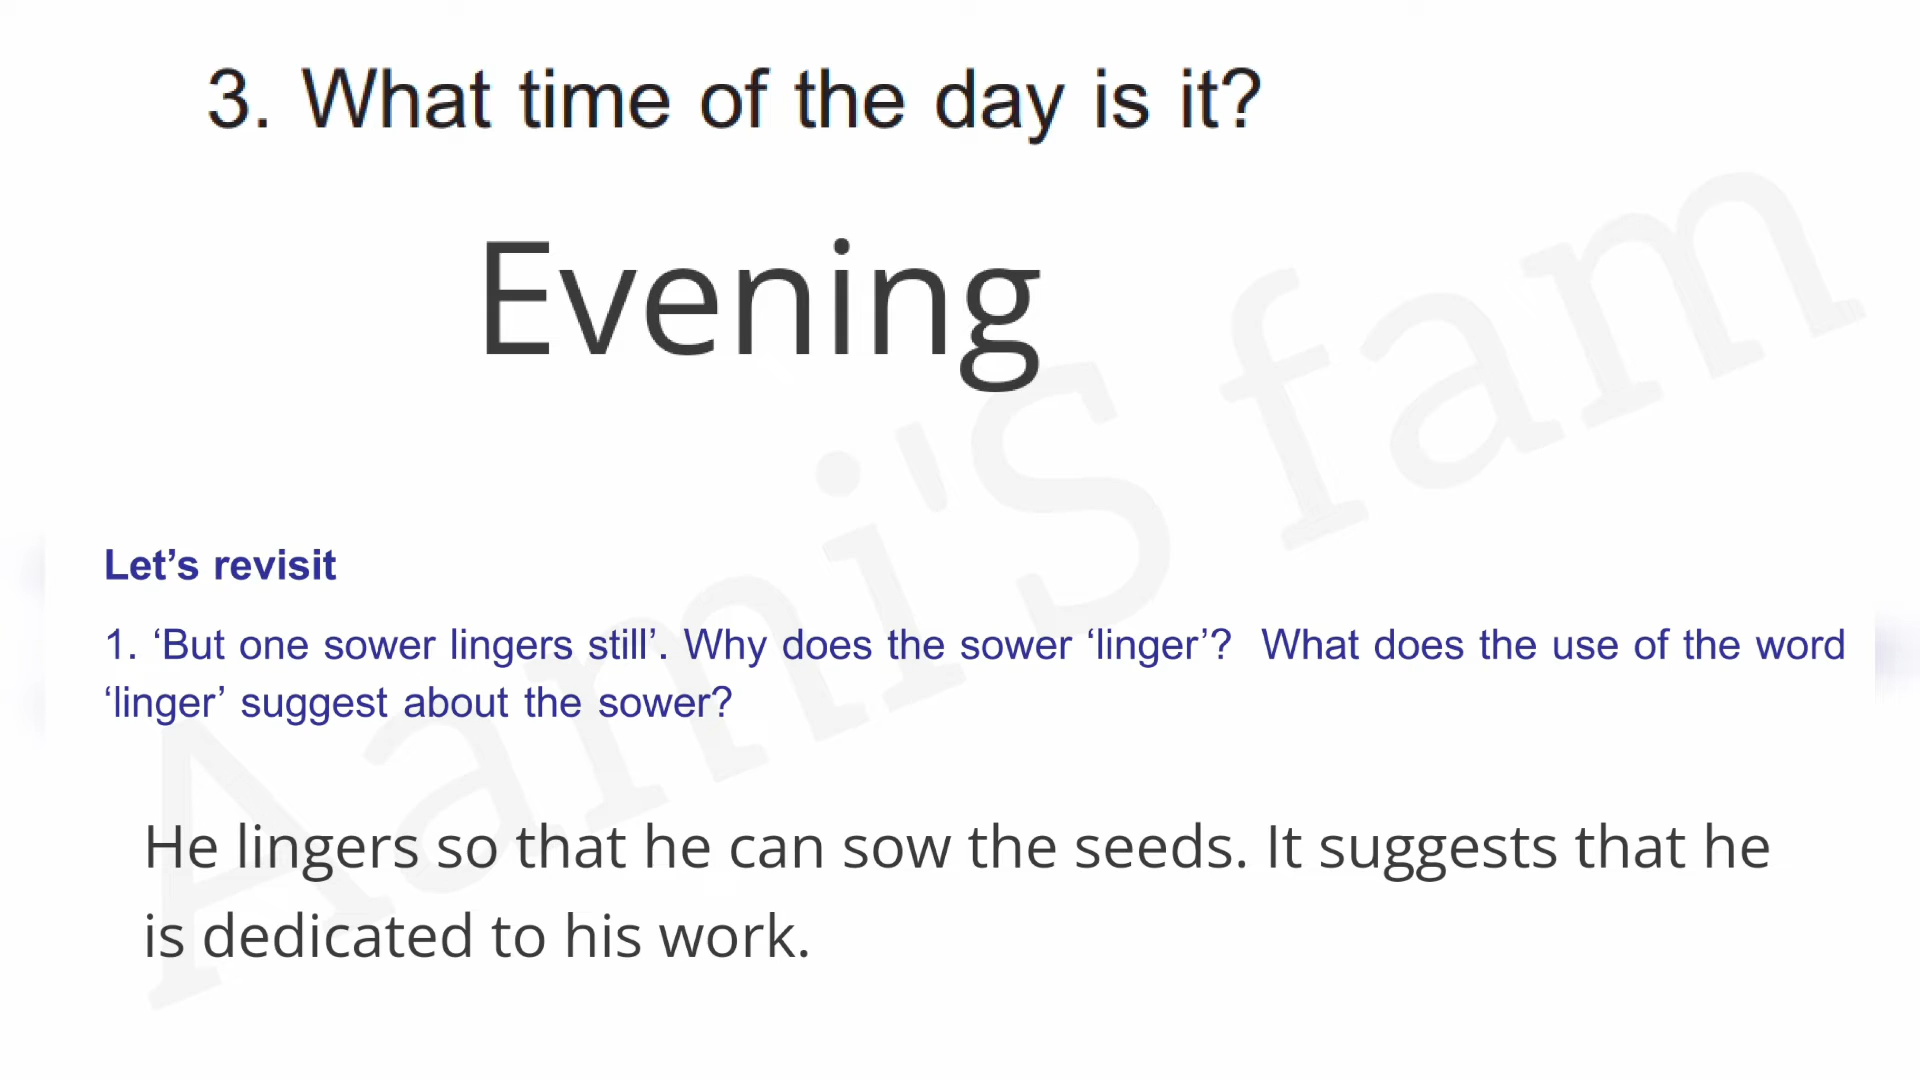 3. What time of the day is it?
Evening
Let’s revisit
1. ‘But one sower lingers still’. Why does the sower ‘linger’? What does the use of the word
‘linger’ suggest about the sower?
He lingers so that he can sow the seeds. It suggests that he
is dedicated to his work.
Aami'S fam